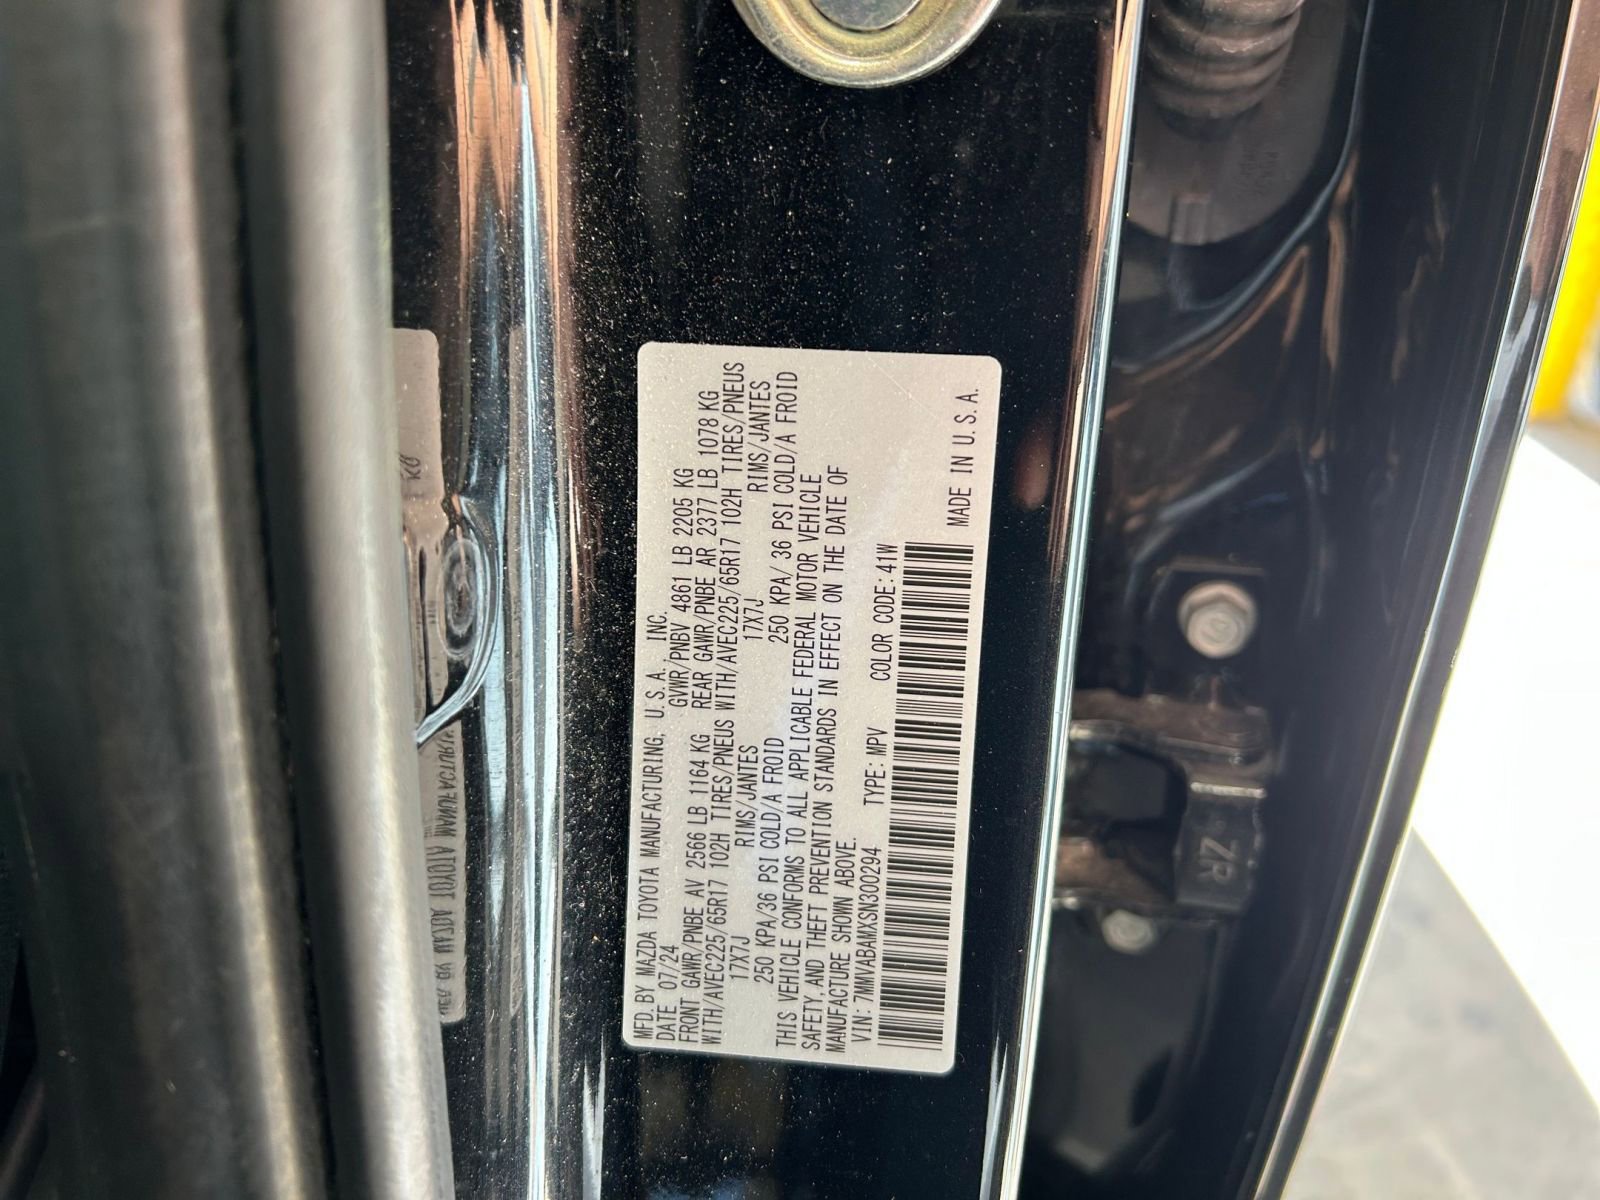 MFD. BY MAZDA TOYOTA MANUFACTURING, U.S.A. INC.
DATE 07/24 GVWR/PNBV 4861 LB 2205 KG
FRONT GAWR/PNBE AV 2566 LB 1164 KG REAR GAWR/PNBE AR 2377 LB 1078 KG
WITH/AVEC225/65R17 102H TIRES/PNEUS WITH/AVEC225/65R17 102H TIRES/PNEUS
17X7J RIMS/JANTES 17X7J RIMS/JANTES
250 KPA/36 PSI COLD/A FROID 250 KPA/ 36 PSI COLD/A FROID
THIS VEHICLE CONFORMS TO ALL APPLICABLE FEDERAL MOTOR VEHICLE
SAFETY, AND THEFT PREVENTION STANDARDS IN EFFECT ON THE DATE OF
MANUFACTURE SHOWN ABOVE.
VIN: 7MMVABAMXSN300294 TYPE: MPV COLOR CODE: 41W
MADE IN U.S.A.
ZR